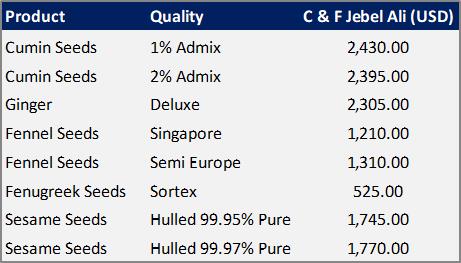 Product Quality C & F Jebel Ali (USD)
Cumin Seeds 1% Admix 2,430.00
Cumin Seeds 2% Admix 2,395.00
Ginger Deluxe 2,305.00
Fennel Seeds Singapore 1,210.00
Fennel Seeds Semi Europe 1,310.00
Fenugreek Seeds Sortex 525.00
Sesame Seeds Hulled 99.95% Pure 1,745.00
Sesame Seeds Hulled 99.97% Pure 1,770.00